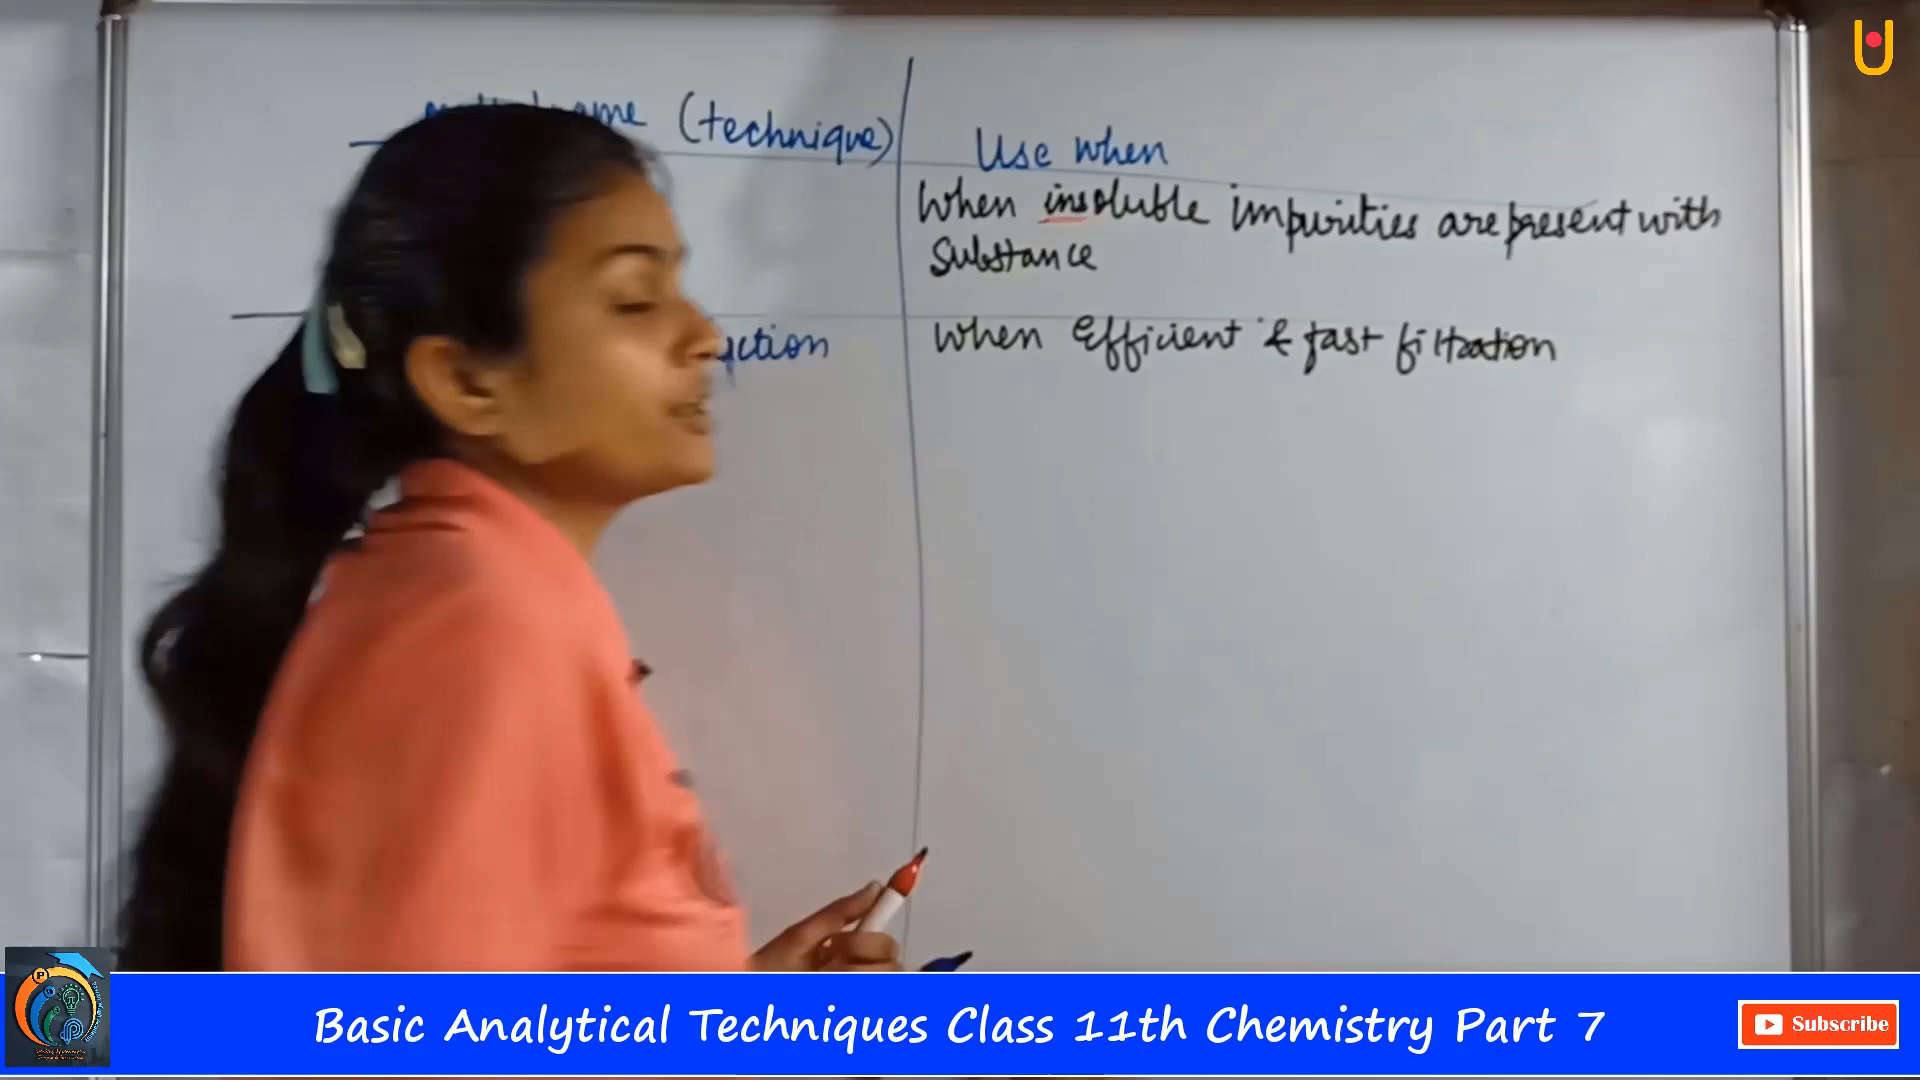 (technique)
Use when
When insoluble impurities are present with
substance
When Efficient & fast filtration
Basic Analytical Techniques Class 11th Chemistry Part 7
Subscribe